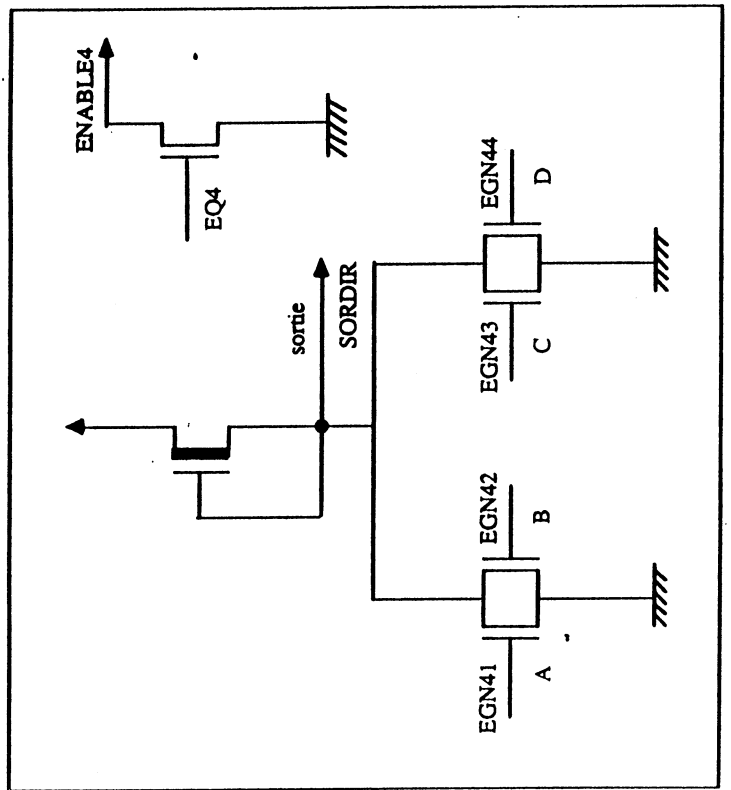 ENABLE4
EQ4
sortie
SORDIR
EGN41
A
EGN42
B
EGN43
C
EGN44
D